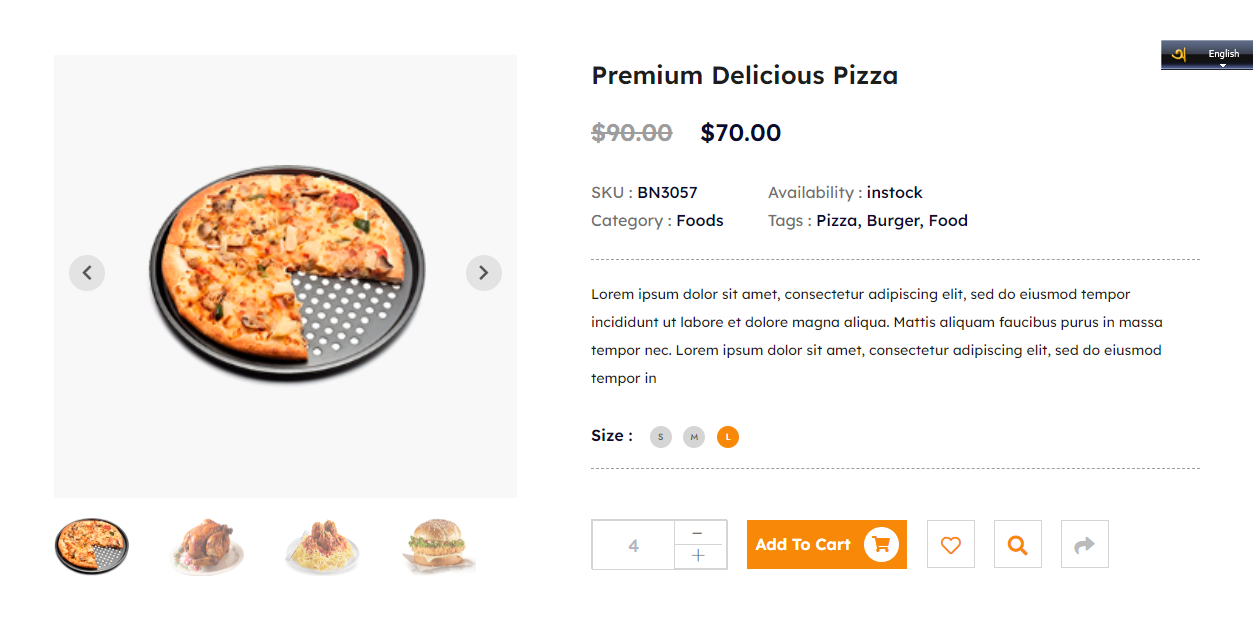 Premium Delicious Pizza
অ English
$90.00 $70.00
SKU : BN3057 Availability : instock
Category : Foods Tags : Pizza, Burger, Food
Lorem ipsum dolor sit amet, consectetur adipiscing elit, sed do eiusmod tempor
incididunt ut labore et dolore magna aliqua. Mattis aliquam faucibus purus in massa
tempor nec. Lorem ipsum dolor sit amet, consectetur adipiscing elit, sed do eiusmod
tempor in
Size : S M L
4 − +
Add To Cart